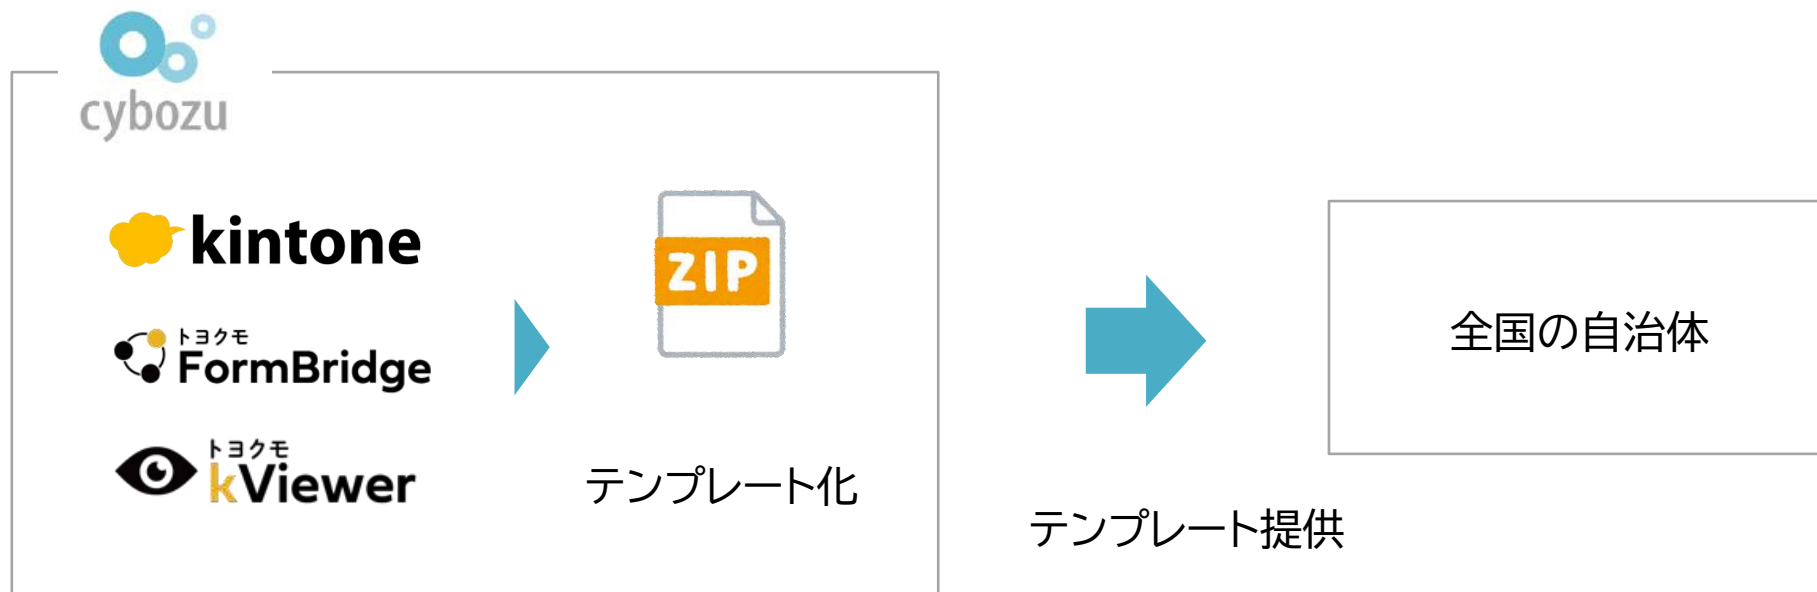 cybozu
kintone
トヨクモ
FormBridge
トヨクモ
kViewer
ZIP
テンプレート化
テンプレート提供
全国の自治体